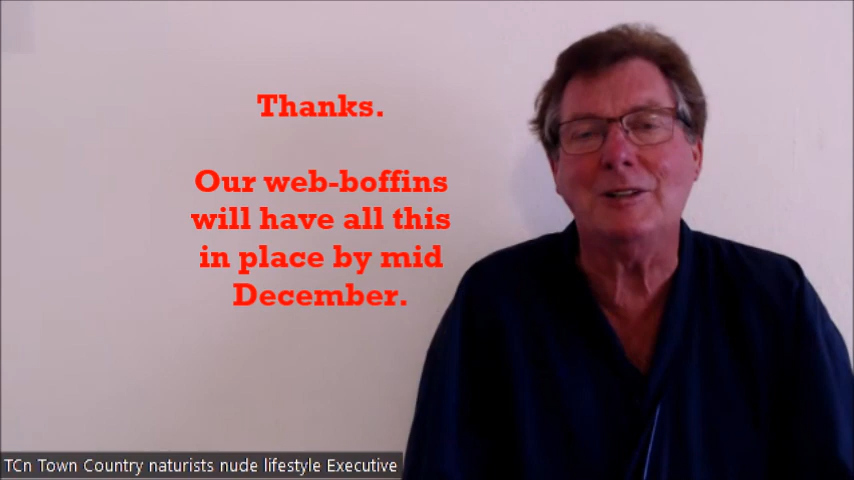 Thanks.
Our web-boffins
will have all this
in place by mid
December.
TCn Town Country naturists nude lifestyle Executive